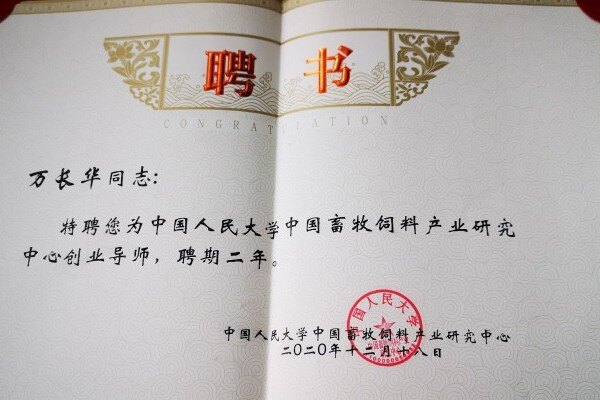 聘书
CONGRATULATION
万长华同志:
特聘您为中国人民大学中国畜牧饲料产业研究
中心创业导师,聘期二年。
中国人民大学
中国人民大学中国畜牧饲料产业研究中心
二〇二〇年十二月十八日